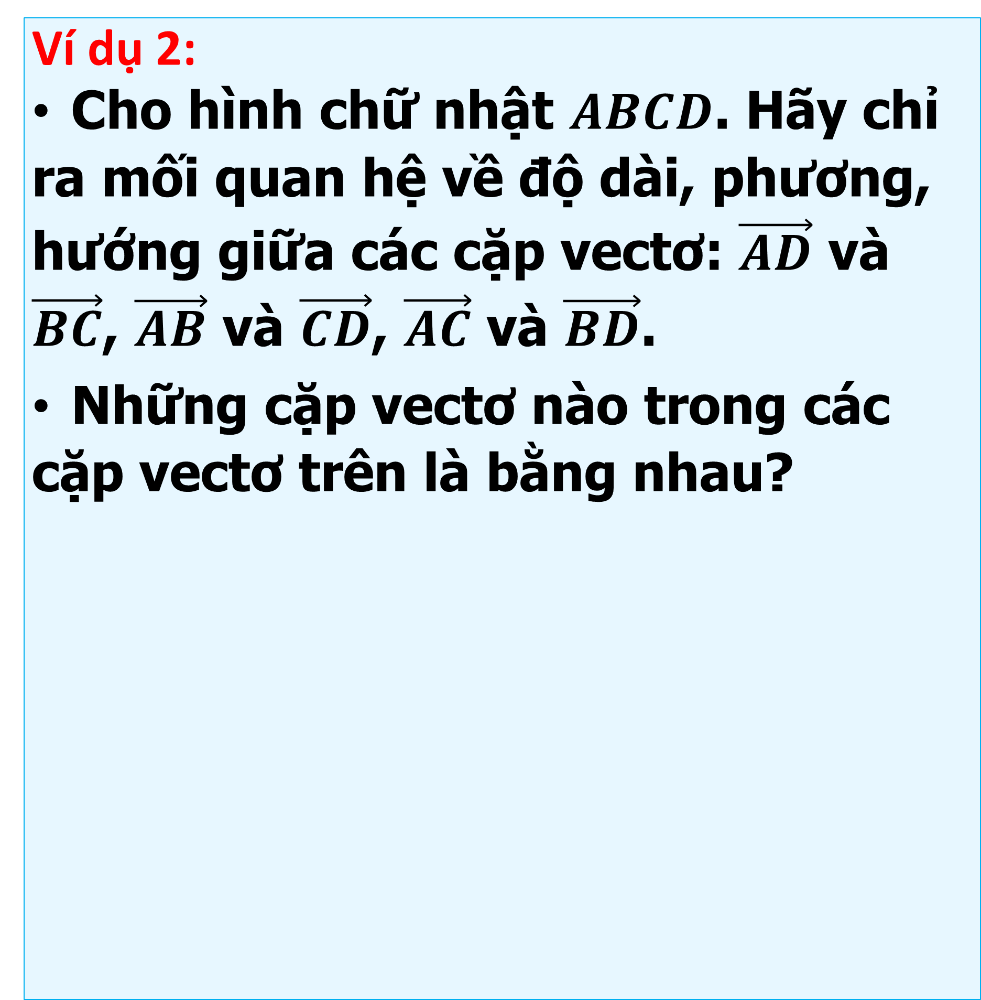 Ví dụ 2:
• Cho hình chữ nhật ABCD. Hãy chỉ
ra mối quan hệ về độ dài, phương,
hướng giữa các cặp vectơ: \overrightarrow{AD} và
\overrightarrow{BC}, \overrightarrow{AB} và \overrightarrow{CD}, \overrightarrow{AC} và \overrightarrow{BD}.
• Những cặp vectơ nào trong các
cặp vectơ trên là bằng nhau?